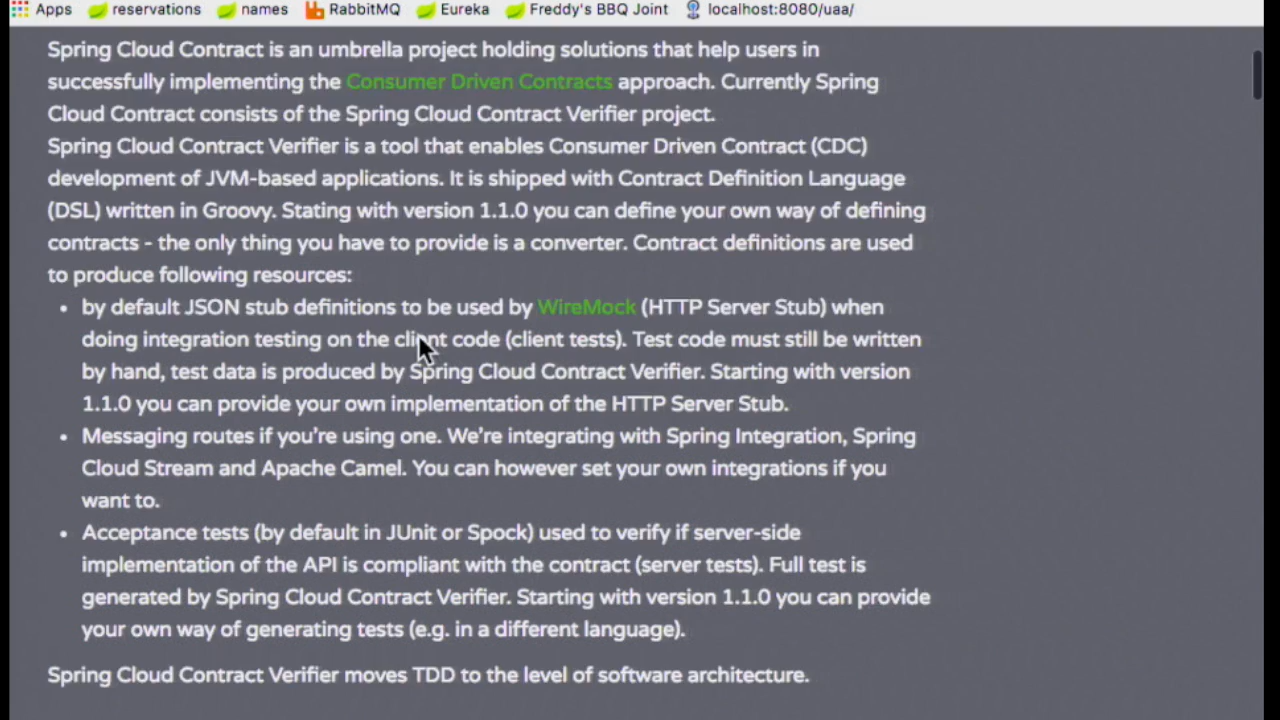 Apps reservations names RabbitMQ Eureka Freddy's BBQ Joint localhost:8080/uaa/
Spring Cloud Contract is an umbrella project holding solutions that help users in
successfully implementing the Consumer Driven Contracts approach. Currently Spring
Cloud Contract consists of the Spring Cloud Contract Verifier project.
Spring Cloud Contract Verifier is a tool that enables Consumer Driven Contract (CDC)
development of JVM-based applications. It is shipped with Contract Definition Language
(DSL) written in Groovy. Stating with version 1.1.0 you can define your own way of defining
contracts - the only thing you have to provide is a converter. Contract definitions are used
to produce following resources:
• by default JSON stub definitions to be used by WireMock (HTTP Server Stub) when
doing integration testing on the client code (client tests). Test code must still be written
by hand, test data is produced by Spring Cloud Contract Verifier. Starting with version
1.1.0 you can provide your own implementation of the HTTP Server Stub.
• Messaging routes if you're using one. We're integrating with Spring Integration, Spring
Cloud Stream and Apache Camel. You can however set your own integrations if you
want to.
• Acceptance tests (by default in JUnit or Spock) used to verify if server-side
implementation of the API is compliant with the contract (server tests). Full test is
generated by Spring Cloud Contract Verifier. Starting with version 1.1.0 you can provide
your own way of generating tests (e.g. in a different language).
Spring Cloud Contract Verifier moves TDD to the level of software architecture.